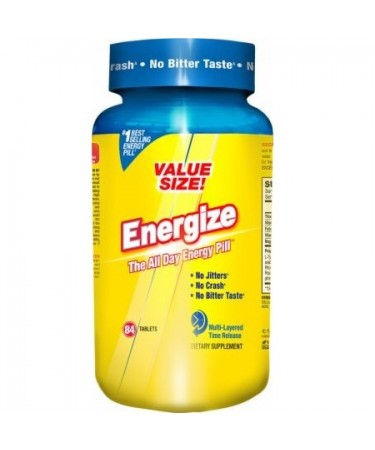 Crash* • No Bitter Taste* • N
#1 BEST
SELLING
ENERGY
PILL*
VALUE
SIZE!
Energize
The All Day Energy Pill
• No Jitters*
• No Crash*
• No Bitter Taste*
Multi-Layered
Time Release
84 TABLETS
DIETARY SUPPLEMENT